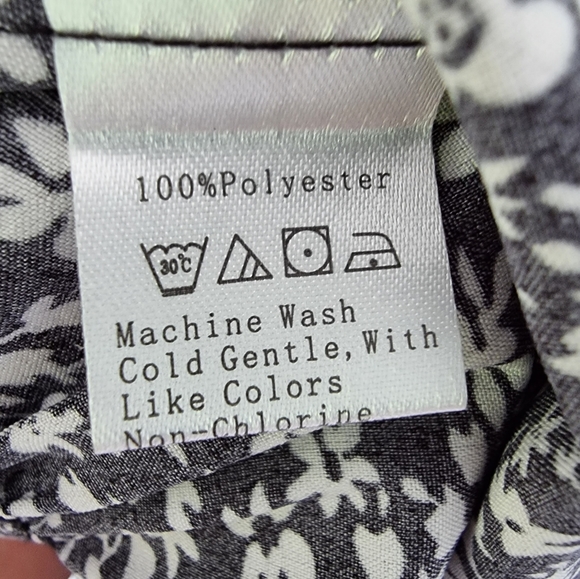 100%Polyester
30℃
Machine Wash
Cold Gentle, With
Like Colors
Non-Chlorine